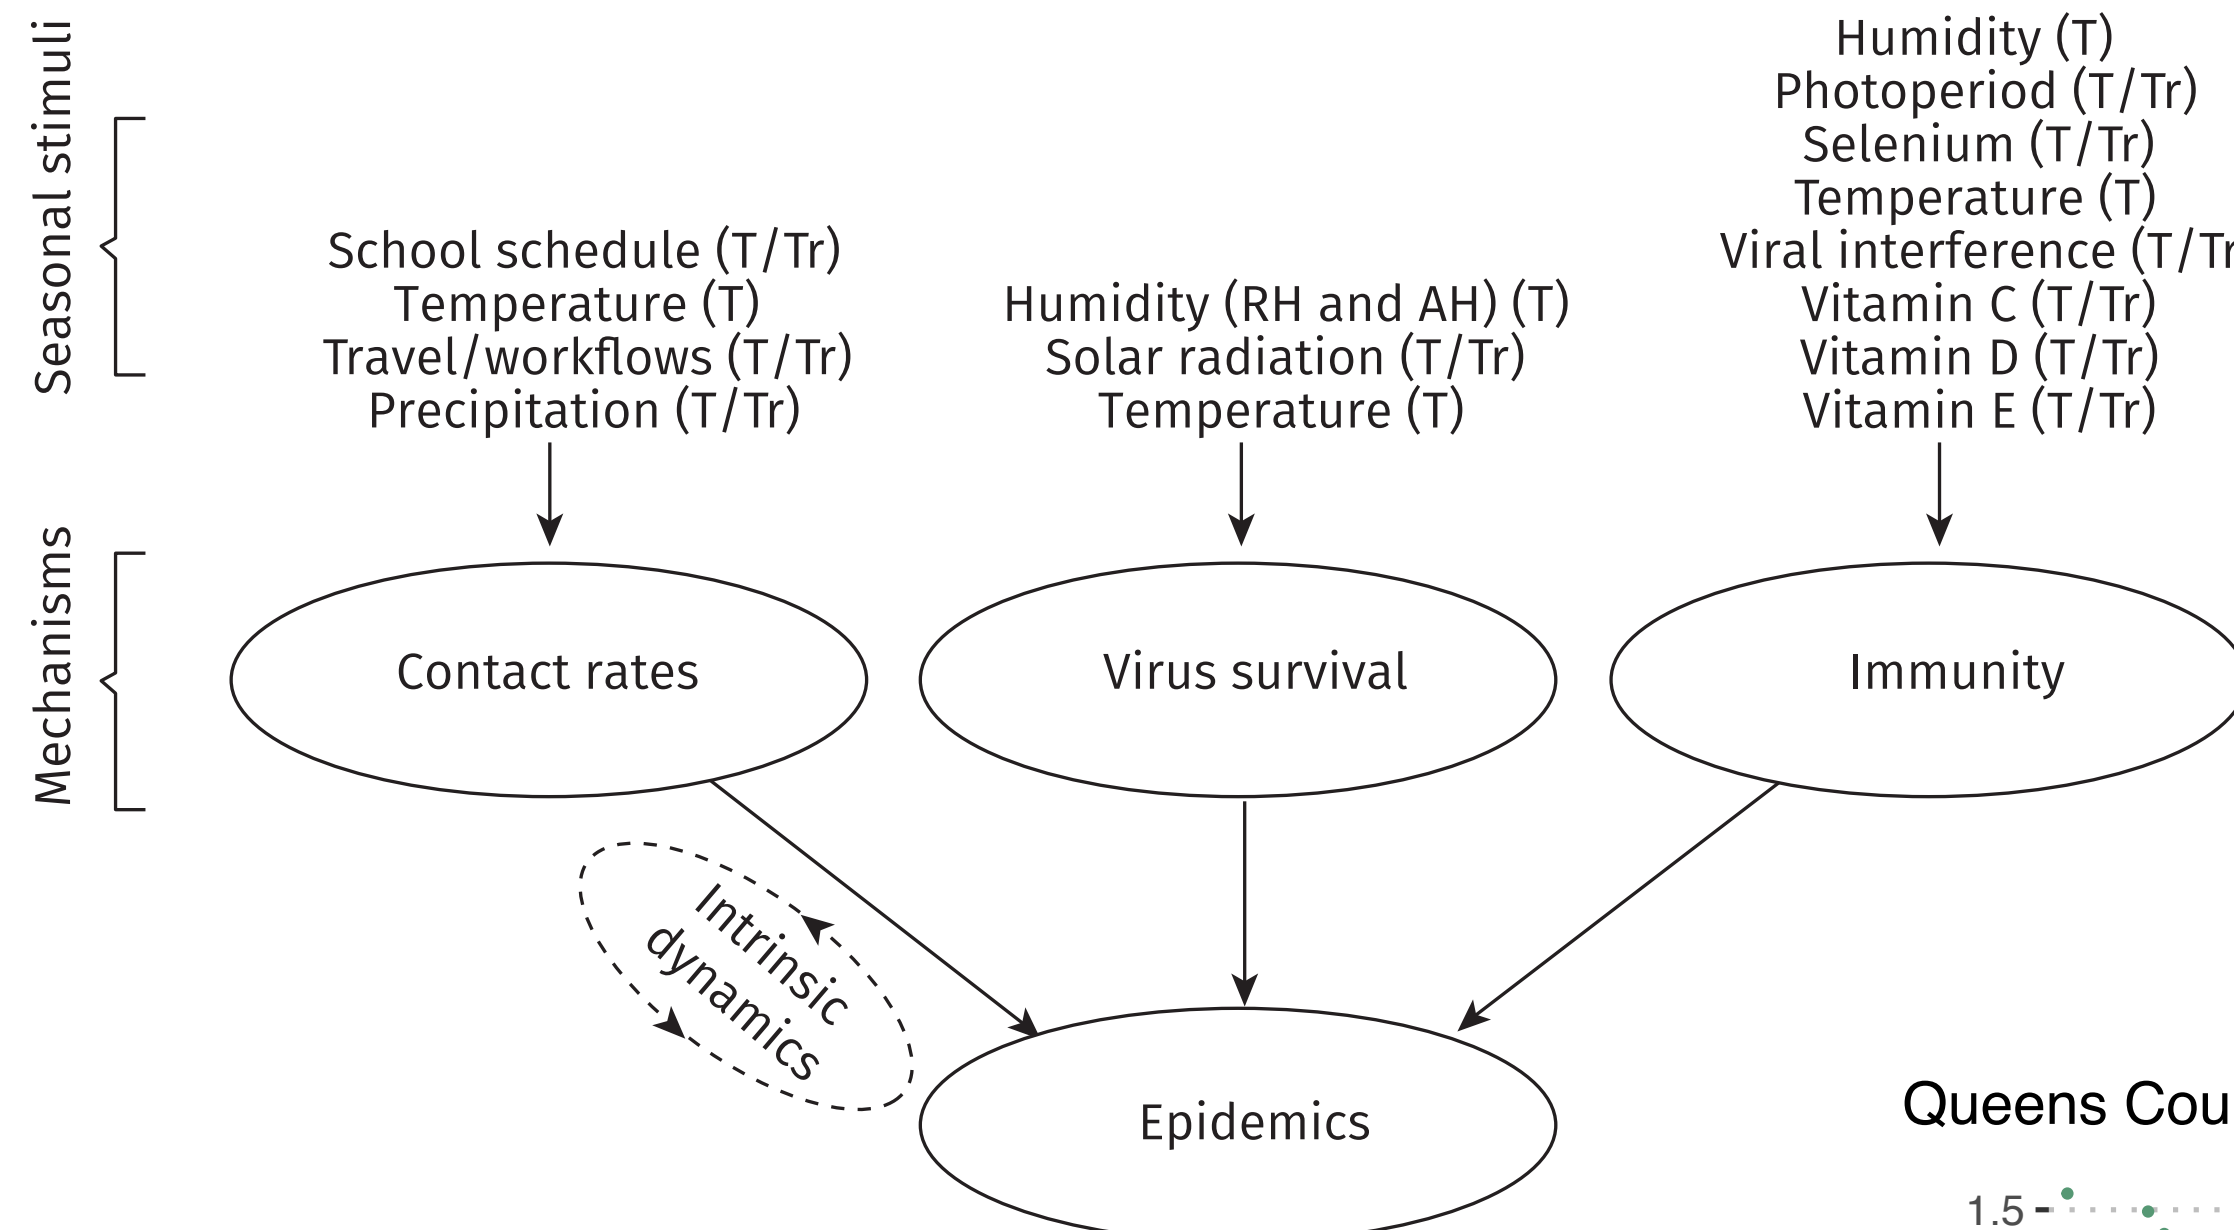 Seasonal stimuli
School schedule (T/Tr)
Temperature (T)
Travel/workflows (T/Tr)
Precipitation (T/Tr)
Humidity (RH and AH) (T)
Solar radiation (T/Tr)
Temperature (T)
Humidity (T)
Photoperiod (T/Tr)
Selenium (T/Tr)
Temperature (T)
Viral interference (T/Tr
Vitamin C (T/Tr)
Vitamin D (T/Tr)
Vitamin E (T/Tr)
Mechanisms
Contact rates
Virus survival
Immunity
Intrinsic
dynamics
Epidemics
Queens Cou
1.5